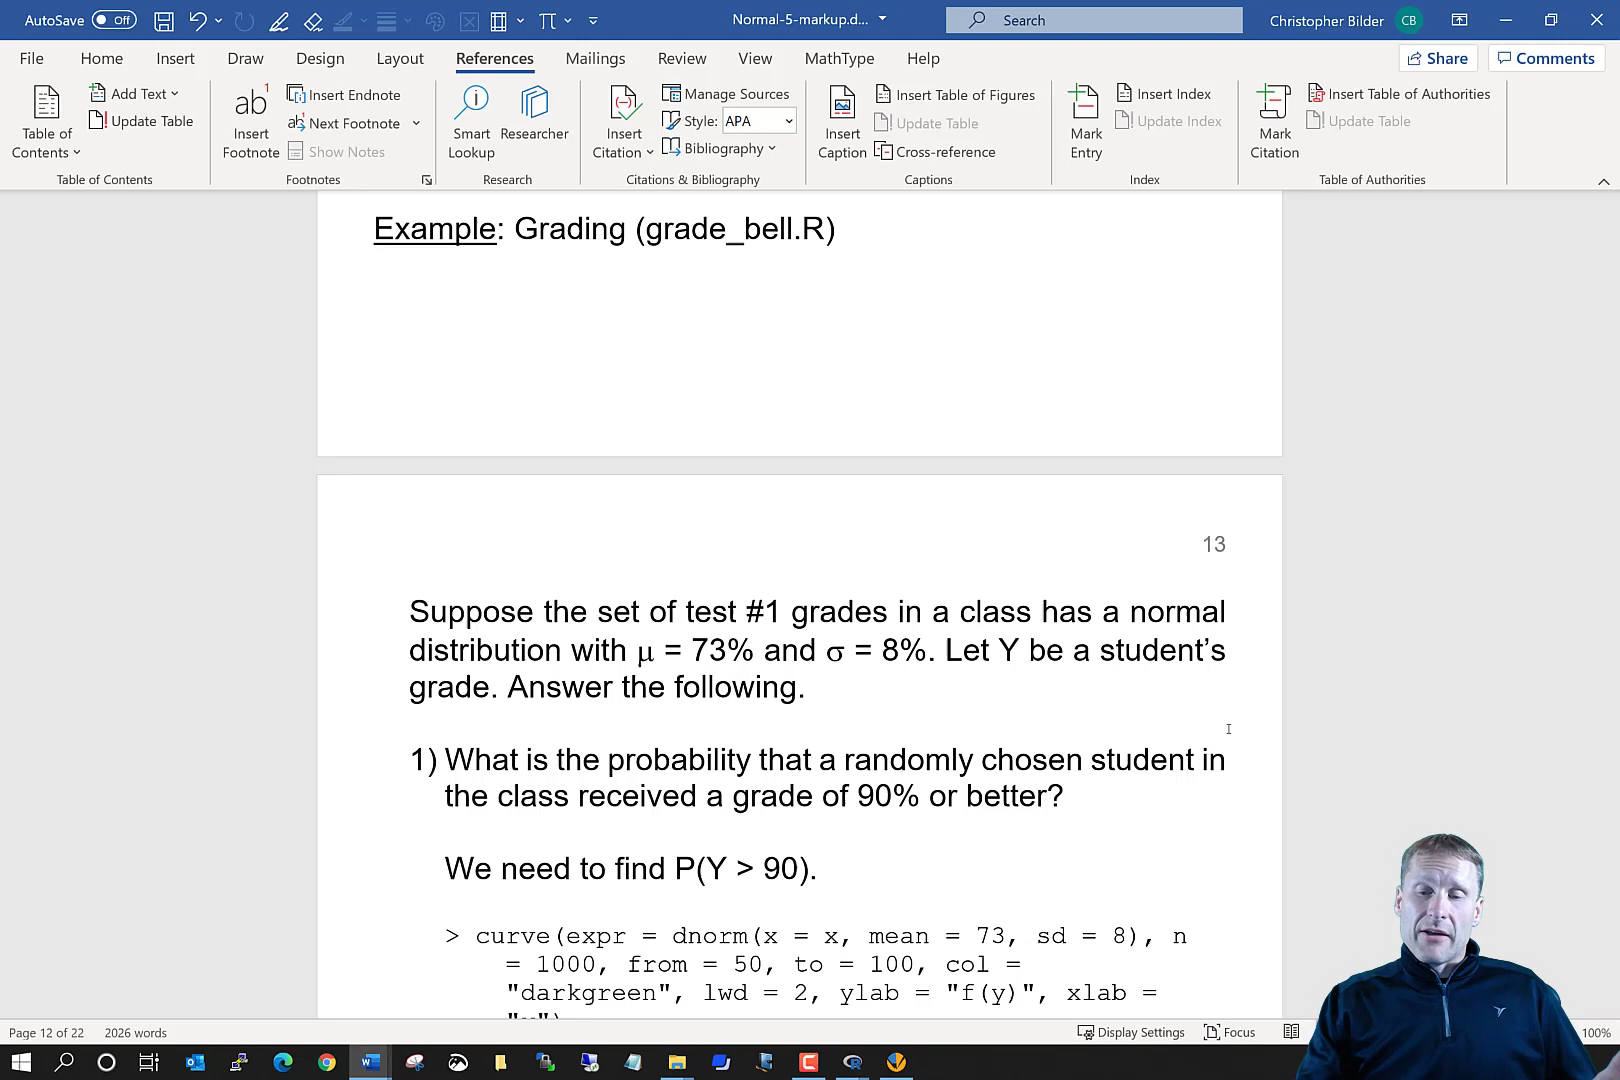 AutoSave Off Normal-5-markup.d... Search Christopher Bilder CB
File Home Insert Draw Design Layout References Mailings Review View MathType Help Share Comments
Table of Contents
Add Text
Update Table
Table of Contents
ab 1
Insert Footnote
Insert Endnote
Next Footnote
Show Notes
Footnotes
Smart Lookup
Researcher
Research
Insert Citation
Manage Sources
Style: APA
Bibliography
Citations & Bibliography
Insert Caption
Insert Table of Figures
Update Table
Cross-reference
Captions
Mark Entry
Insert Index
Update Index
Index
Mark Citation
Insert Table of Authorities
Update Table
Table of Authorities
Example: Grading (grade_bell.R)
13
Suppose the set of test #1 grades in a class has a normal
distribution with μ = 73% and σ = 8%. Let Y be a student’s
grade. Answer the following.
1) What is the probability that a randomly chosen student in
the class received a grade of 90% or better?
We need to find P(Y > 90).
> curve(expr = dnorm(x = x, mean = 73, sd = 8), n
= 1000, from = 50, to = 100, col =
"darkgreen", lwd = 2, ylab = "f(y)", xlab =
Page 12 of 22 2026 words Display Settings Focus 100%